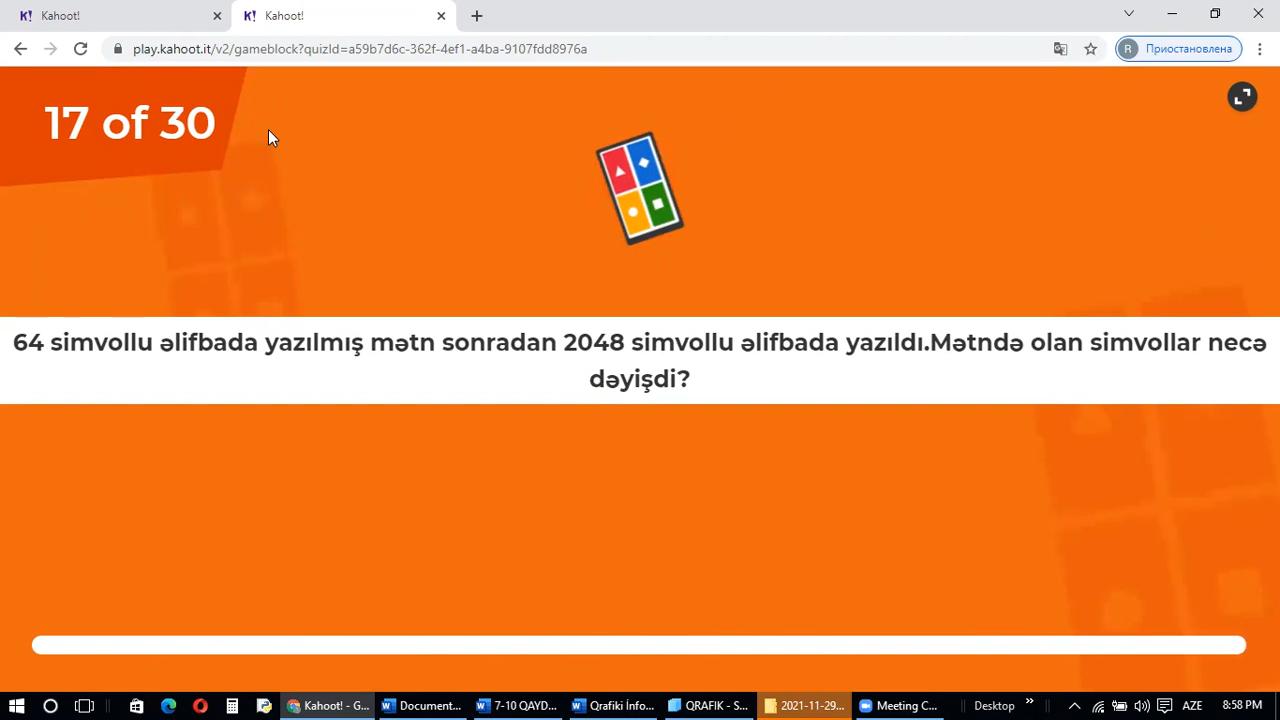 Kahoot!
Kahoot!
play.kahoot.it/v2/gameblock?quizId=a59b7d6c-362f-4ef1-a4ba-9107fdd8976a
R
Приостановлена
17 of 30
64 simvollu əlifbada yazılmış mətn sonradan 2048 simvollu əlifbada yazıldı.Mətndə olan simvollar necə
dəyişdi?
Kahoot! - G...
Document...
7-10 QAYD...
Qrafiki İnfo...
QRAFIK - S...
2021-11-29...
Meeting C...
Desktop
AZE
8:58 PM